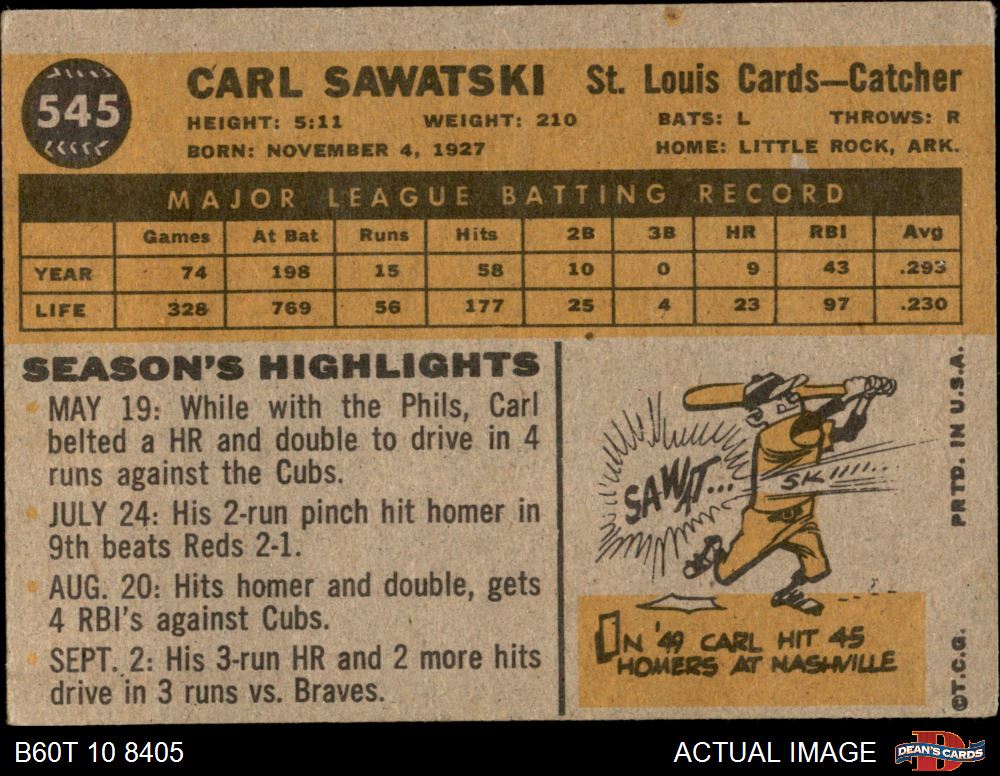 545
CARL SAWATSKI St. Louis Cards—Catcher
HEIGHT: 5:11 WEIGHT: 210 BATS: L THROWS: R
BORN: NOVEMBER 4, 1927 HOME: LITTLE ROCK, ARK.
MAJOR LEAGUE BATTING RECORD
Games At Bat Runs Hits 2B 3B HR RBI Avg
YEAR 74 198 15 58 10 0 9 43 .293
LIFE 328 769 56 177 25 4 23 97 .230
SEASON'S HIGHLIGHTS
MAY 19: While with the Phils, Carl
belted a HR and double to drive in 4
runs against the Cubs.
JULY 24: His 2-run pinch hit homer in
9th beats Reds 2-1.
AUG. 20: Hits homer and double, gets
4 RBI's against Cubs.
SEPT. 2: His 3-run HR and 2 more hits
drive in 3 runs vs. Braves.
SAWAT...
SKI!!!!...
IN '49 CARL HIT 45
HOMERS AT NASHVILLE
©T.C.G. PRTD. IN U.S.A.
B60T 10 8405
ACTUAL IMAGE
D
DEAN'S CARDS